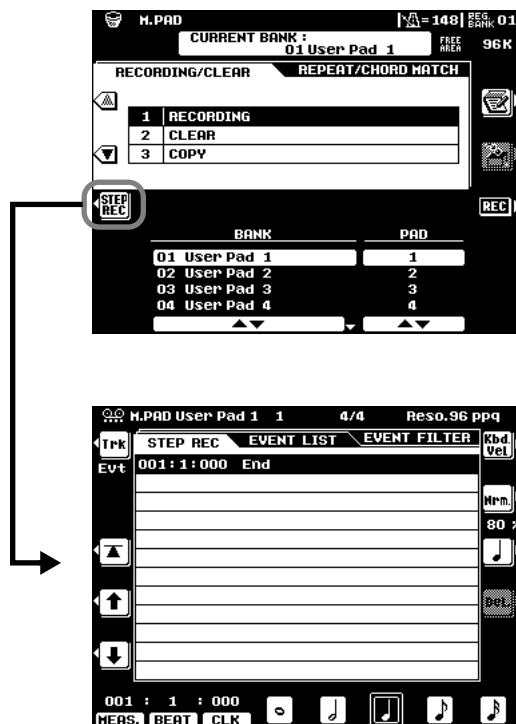 M.PAD =148 REG. BANK 01
CURRENT BANK :
01 User Pad 1
FREE AREA 96K
RECORDING/CLEAR REPEAT/CHORD MATCH
1 RECORDING
2 CLEAR
3 COPY
STEP REC
REC
BANK PAD
01 User Pad 1 1
02 User Pad 2 2
03 User Pad 3 3
04 User Pad 4 4
M.PAD User Pad 1 1 4/4 Reso.96 ppq
Trk STEP REC EVENT LIST EVENT FILTER Kbd. Vel
Evt 001:1:000 End
Nrm.
80 %
Del.
001 : 1 : 000
MEAS. BEAT CLK